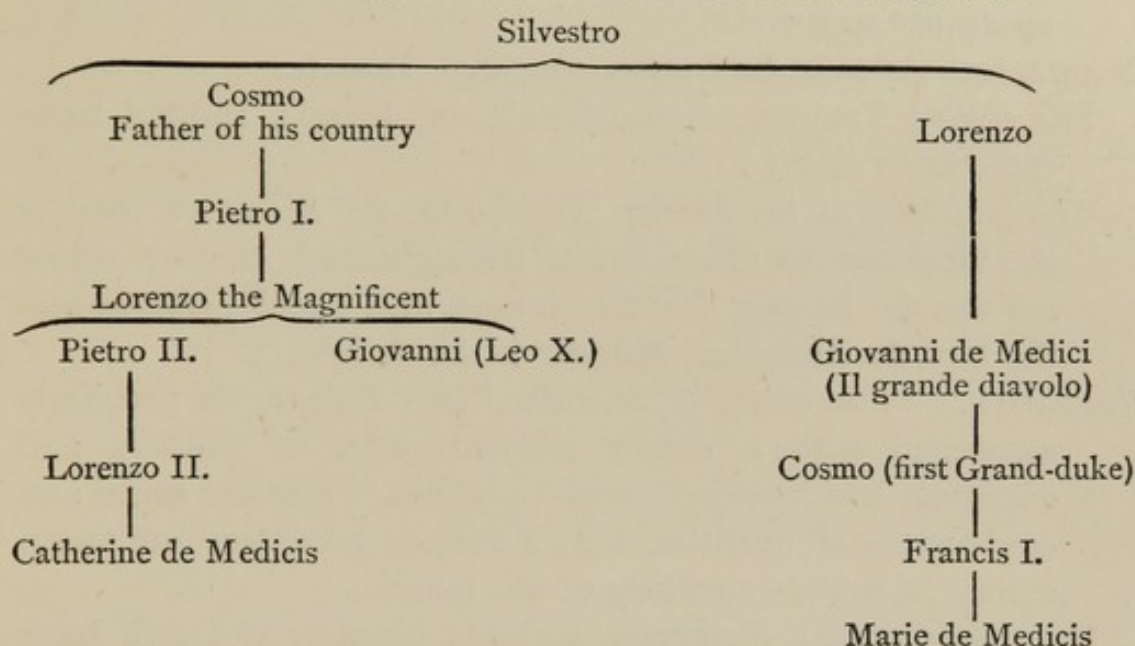 Silvestro
Cosmo
Father of his country
Lorenzo
Pietro I.
Lorenzo the Magnificent
Pietro II.
Giovanni (Leo X.)
Giovanni de Medici
(Il grande diavolo)
Lorenzo II.
Cosmo (first Grand-duke)
Catherine de Medicis
Francis I.
Marie de Medicis